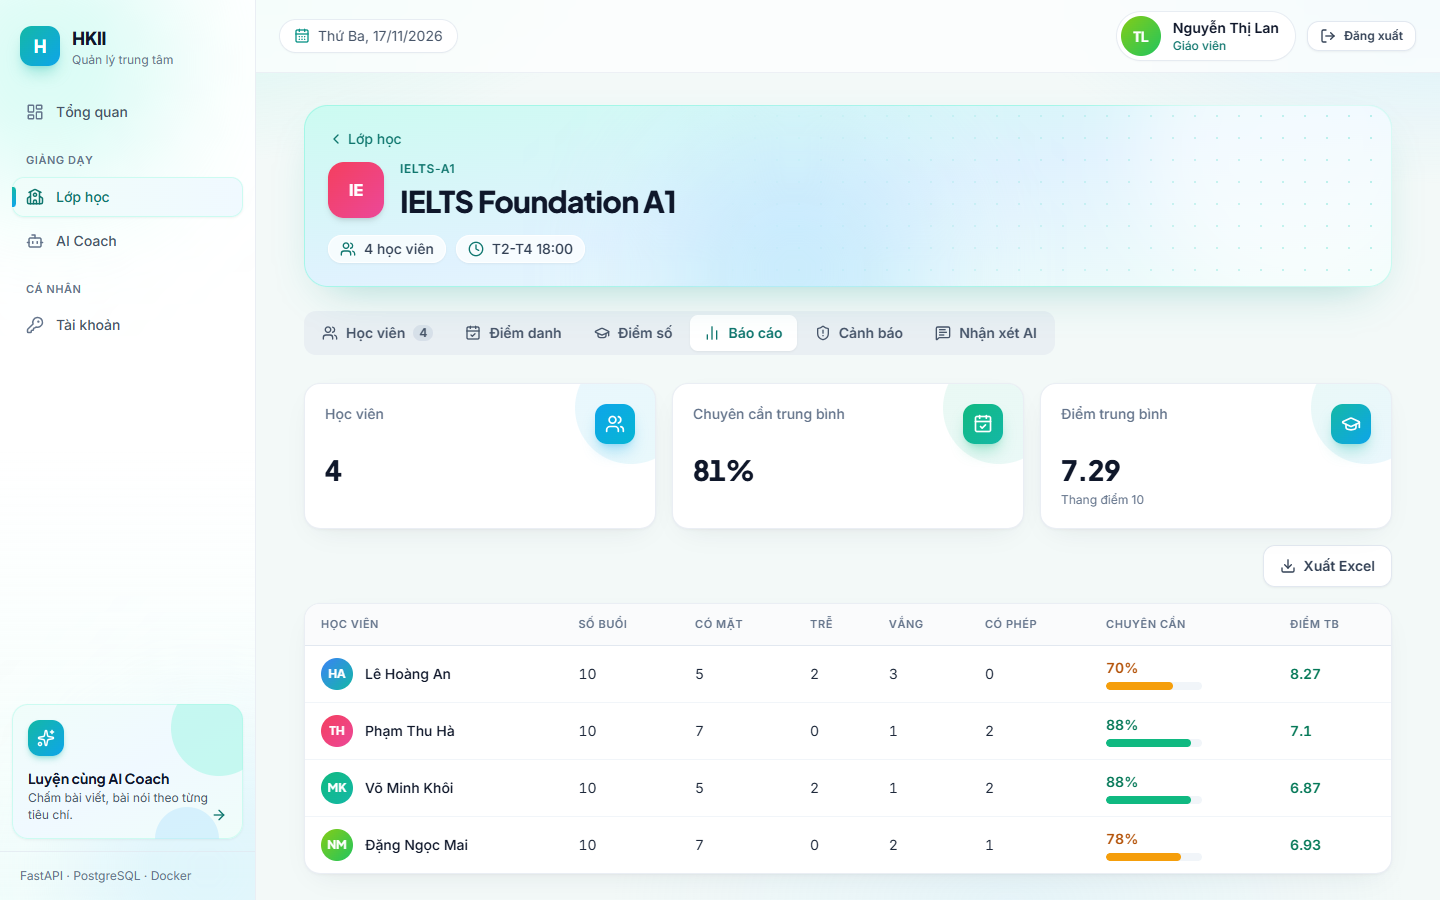 H
HKII
Quản lý trung tâm
Thứ Ba, 17/11/2026
TL
Nguyễn Thị Lan
Giáo viên
Đăng xuất
Tổng quan
GIẢNG DẠY
Lớp học
AI Coach
CÁ NHÂN
Tài khoản
Luyện cùng AI Coach
Chấm bài viết, bài nói theo từng
tiêu chí.
FastAPI · PostgreSQL · Docker
Lớp học
IE
IELTS-A1
IELTS Foundation A1
4 học viên
T2-T4 18:00
Học viên 4
Điểm danh
Điểm số
Báo cáo
Cảnh báo
Nhận xét AI
Học viên
4
Chuyên cần trung bình
81%
Điểm trung bình
7.29
Thang điểm 10
Xuất Excel
HỌC VIÊN SỐ BUỔI CÓ MẶT TRỄ VẮNG CÓ PHÉP CHUYÊN CẦN ĐIỂM TB
HA Lê Hoàng An 10 5 2 3 0 70% 8.27
TH Phạm Thu Hà 10 7 0 1 2 88% 7.1
MK Võ Minh Khôi 10 5 2 1 2 88% 6.87
NM Đặng Ngọc Mai 10 7 0 2 1 78% 6.93